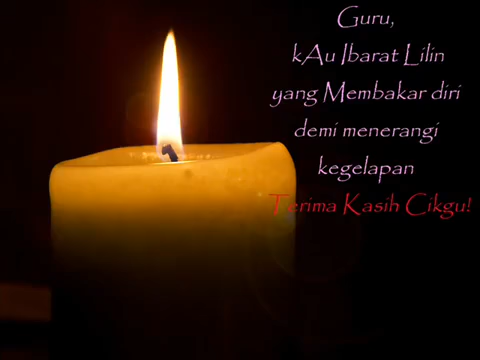 Guru,
kAu Ibarat Lilin
yang Membakar diri
demi menerangi
kegelapan
Terima Kasih Cikgu!